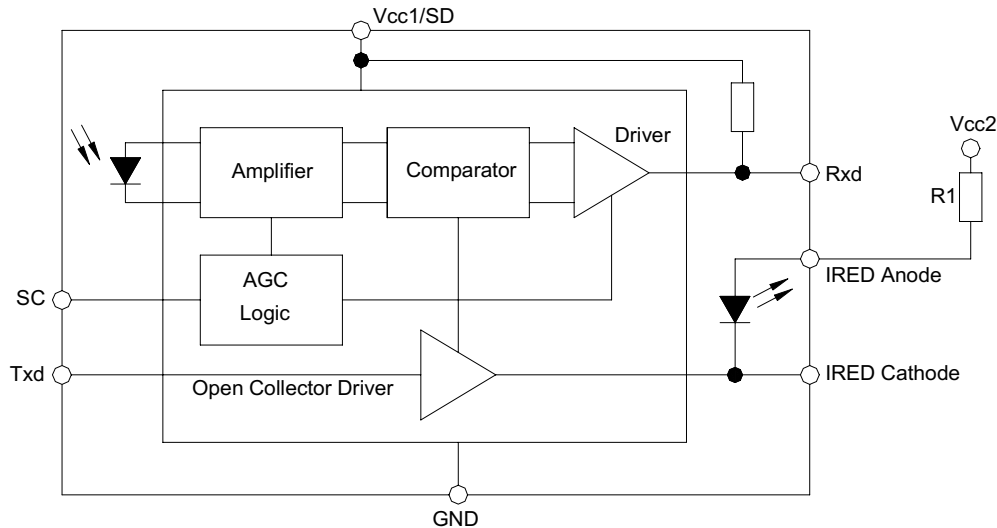 Vcc1/SD
Driver
Vcc2
Amplifier
Comparator
Rxd
R1
AGC
Logic
IRED Anode
SC
Txd
Open Collector Driver
IRED Cathode
GND